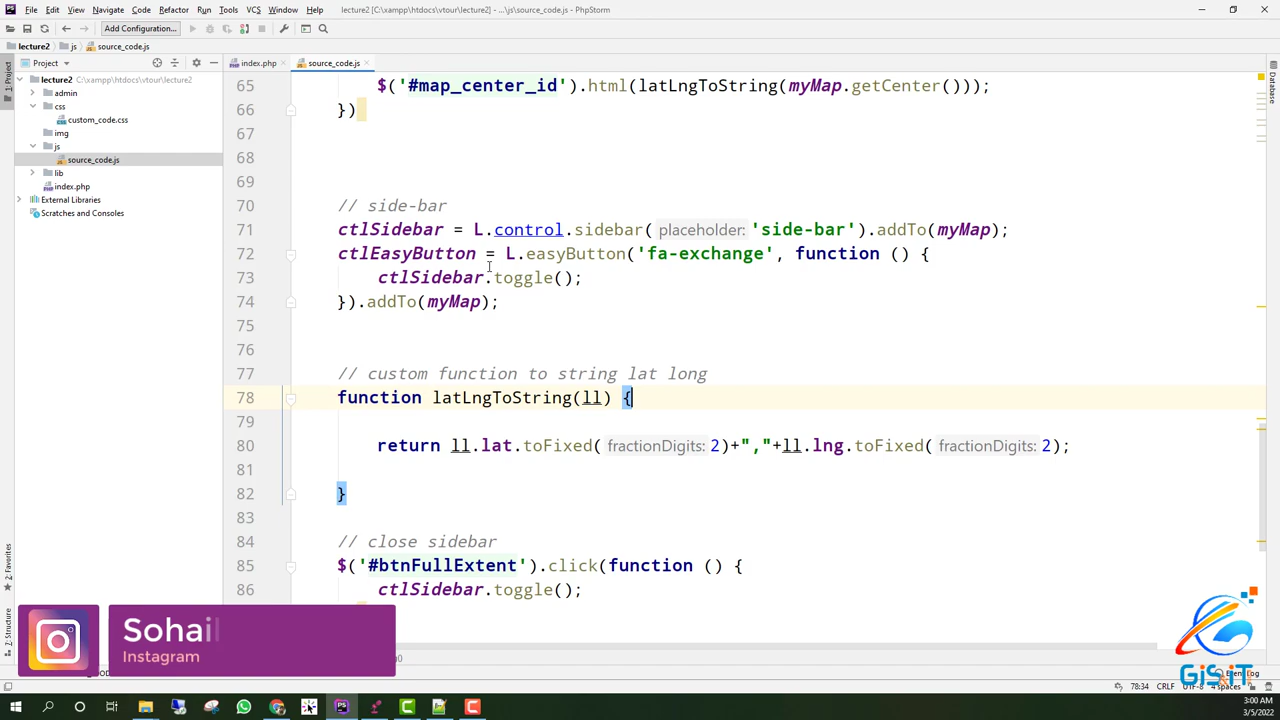 File Edit View Navigate Code Refactor Run Tools VCS Window Help lecture2 [C:\xampp\htdocs\vtour\lecture2] - ...\js\source_code.js - PhpStorm
Add Configuration...
lecture2 js source_code.js
Project index.php source_code.js
1: Project
lecture2 C:\xampp\htdocs\vtour\lecture2
admin
css
custom_code.css
img
js
source_code.js
lib
index.php
External Libraries
Scratches and Consoles
Database
65 $('#map_center_id').html(latLngToString(myMap.getCenter()));
66 })
67
68
69
70 // side-bar
71 ctlSidebar = L.control.sidebar( placeholder: 'side-bar').addTo(myMap);
72 ctlEasyButton = L.easyButton('fa-exchange', function () {
73 ctlSidebar.toggle();
74 }).addTo(myMap);
75
76
77 // custom function to string lat long
78 function latLngToString(ll) {
79
80 return ll.lat.toFixed( fractionDigits: 2)+","+ll.lng.toFixed( fractionDigits: 2);
81
82 }
83
84 // close sidebar
85 $('#btnFullExtent').click(function () {
86 ctlSidebar.toggle();
2: Favorites
Z: Structure
Sohail
Instagram
GiSiT
78:34 CRLF UTF-8 4 spaces
3:00 AM
3/5/2022